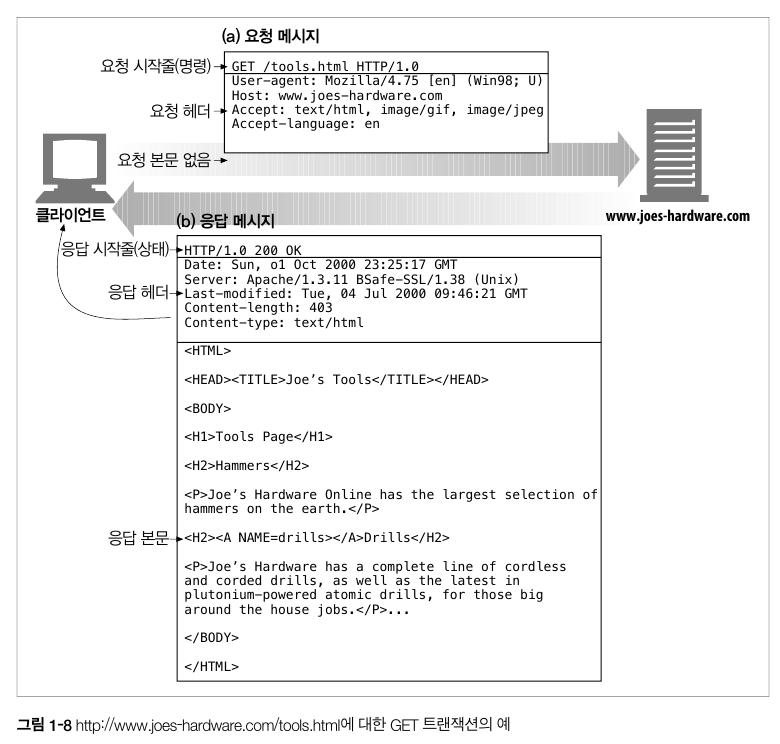 (a) 요청 메시지
요청 시작줄(명령)
GET /tools.html HTTP/1.0
User-agent: Mozilla/4.75 [en] (Win98; U)
Host: www.joes-hardware.com
요청 헤더
Accept: text/html, image/gif, image/jpeg
Accept-language: en
요청 본문 없음
클라이언트
www.joes-hardware.com
(b) 응답 메시지
응답 시작줄(상태)
HTTP/1.0 200 OK
Date: Sun, o1 Oct 2000 23:25:17 GMT
Server: Apache/1.3.11 BSafe-SSL/1.38 (Unix)
응답 헤더
Last-modified: Tue, 04 Jul 2000 09:46:21 GMT
Content-length: 403
Content-type: text/html
<HTML>
<HEAD><TITLE>Joe's Tools</TITLE></HEAD>
<BODY>
<H1>Tools Page</H1>
<H2>Hammers</H2>
<P>Joe's Hardware Online has the largest selection of
hammers on the earth.</P>
응답 본문
<H2><A NAME=drills></A>Drills</H2>
<P>Joe's Hardware has a complete line of cordless
and corded drills, as well as the latest in
plutonium-powered atomic drills, for those big
around the house jobs.</P>...
</BODY>
</HTML>
그림 1-8 http://www.joes-hardware.com/tools.html에 대한 GET 트랜잭션의 예